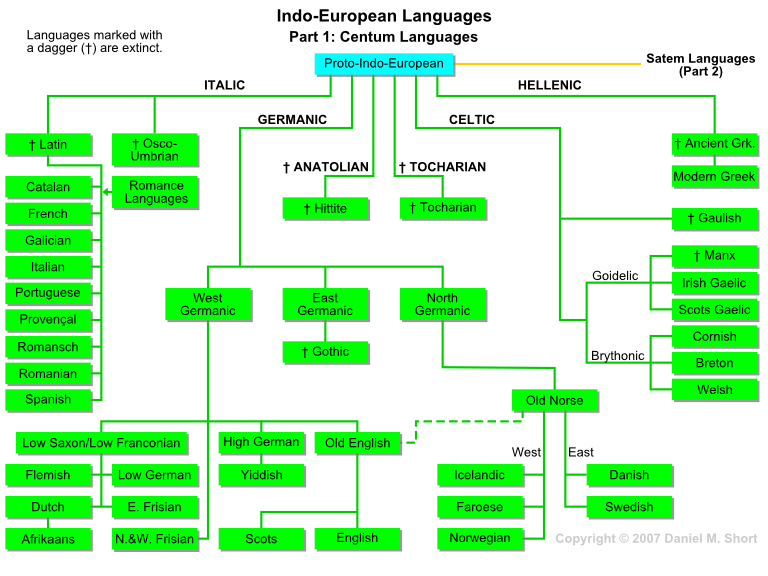 Indo-European Languages
Part 1: Centum Languages
Languages marked with
a dagger (†) are extinct.
Proto-Indo-European
Satem Languages
(Part 2)
ITALIC
HELLENIC
GERMANIC
CELTIC
† Latin
† Osco-
Umbrian
† Ancient Grk.
Modern Greek
† ANATOLIAN
† TOCHARIAN
Catalan
Romance
Languages
French
Galician
Italian
Portuguese
Provençal
Romansch
Romanian
Spanish
† Hittite
† Tocharian
† Gaulish
Goidelic
† Manx
Irish Gaelic
Scots Gaelic
Brythonic
Cornish
Breton
Welsh
West
Germanic
East
Germanic
North
Germanic
† Gothic
Old Norse
Low Saxon/Low Franconian
High German
Old English
West
East
Flemish
Low German
Yiddish
Icelandic
Danish
Dutch
E. Frisian
Faroese
Swedish
Afrikaans
N.&W. Frisian
Scots
English
Norwegian
Copyright © 2007 Daniel M. Short